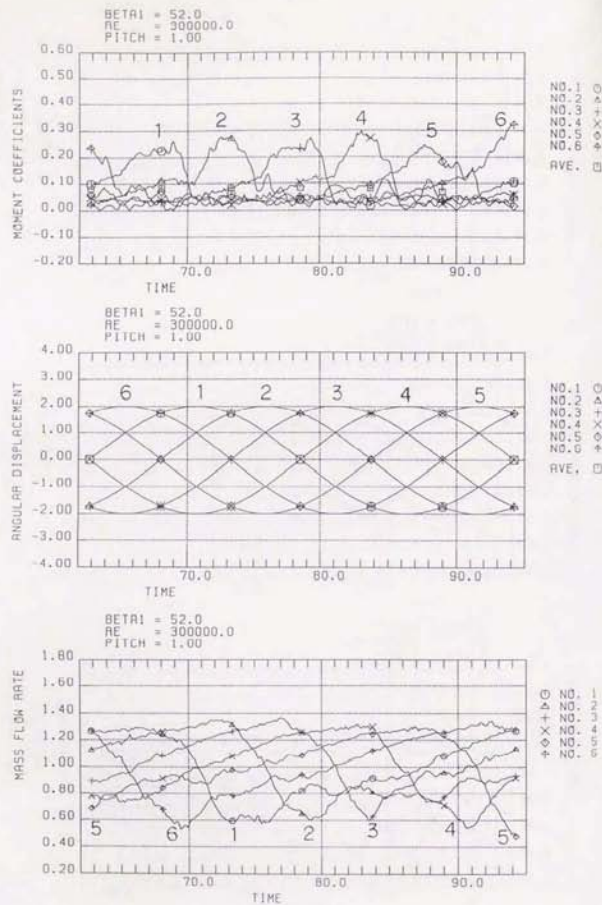 BETA1 = 52.0
RE = 300000.0
PITCH = 1.00
0.60
0.50
0.40
0.30
0.20
0.10
0.00
-0.10
-0.20
MOMENT COEFFICIENTS
1 2 3 4 5 6
70.0 80.0 90.0
TIME
NO.1
NO.2
NO.3
NO.4
NO.5
NO.6
AVE.
BETA1 = 52.0
RE = 300000.0
PITCH = 1.00
4.00
3.00
2.00
1.00
0.00
-1.00
-2.00
-3.00
-4.00
ANGULAR DISPLACEMENT
6 1 2 3 4 5
70.0 80.0 90.0
TIME
NO.1
NO.2
NO.3
NO.4
NO.5
NO.6
AVE.
BETA1 = 52.0
RE = 300000.0
PITCH = 1.00
1.80
1.60
1.40
1.20
1.00
0.80
0.60
0.40
0.20
MASS FLOW RATE
5 6 1 2 3 4 5
70.0 80.0 90.0
TIME
NO. 1
NO. 2
NO. 3
NO. 4
NO. 5
NO. 6